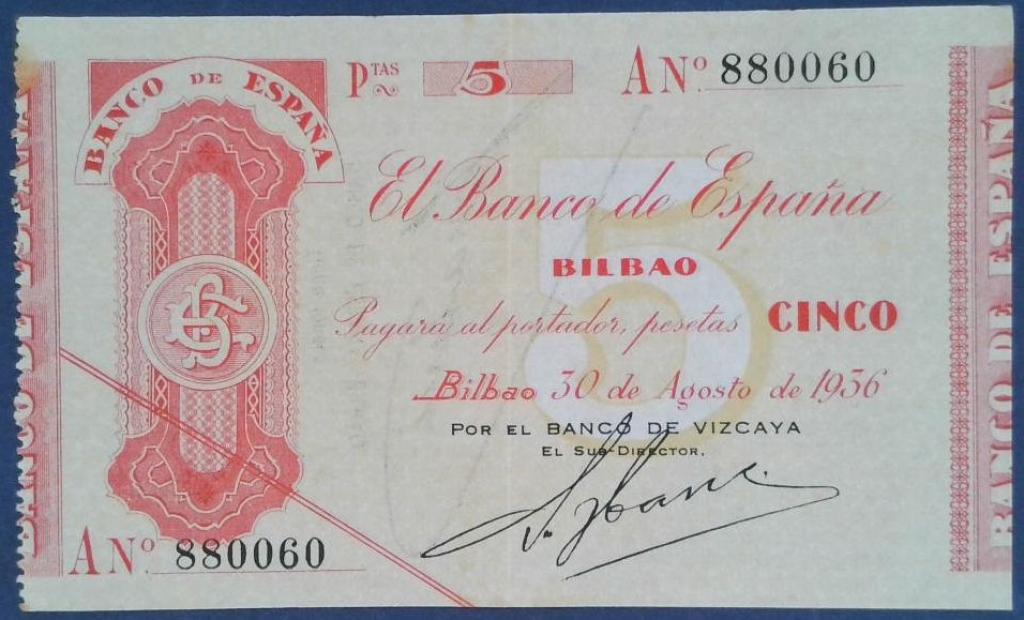 BANCO DE ESPAÑA
PTAS 5
A Nº 880060
El Banco de España
BILBAO
Pagará al portador, pesetas CINCO
Bilbao 30 de Agosto de 1936
POR EL BANCO DE VIZCAYA
EL SUB-DIRECTOR,
A Nº 880060
BANCO DE ESPAÑA
BANCO DE ESPAÑA
5